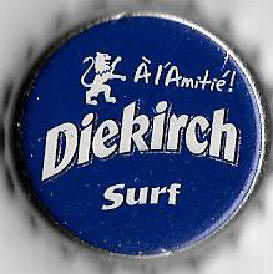 À l'Amitié!
Diekirch
Surf